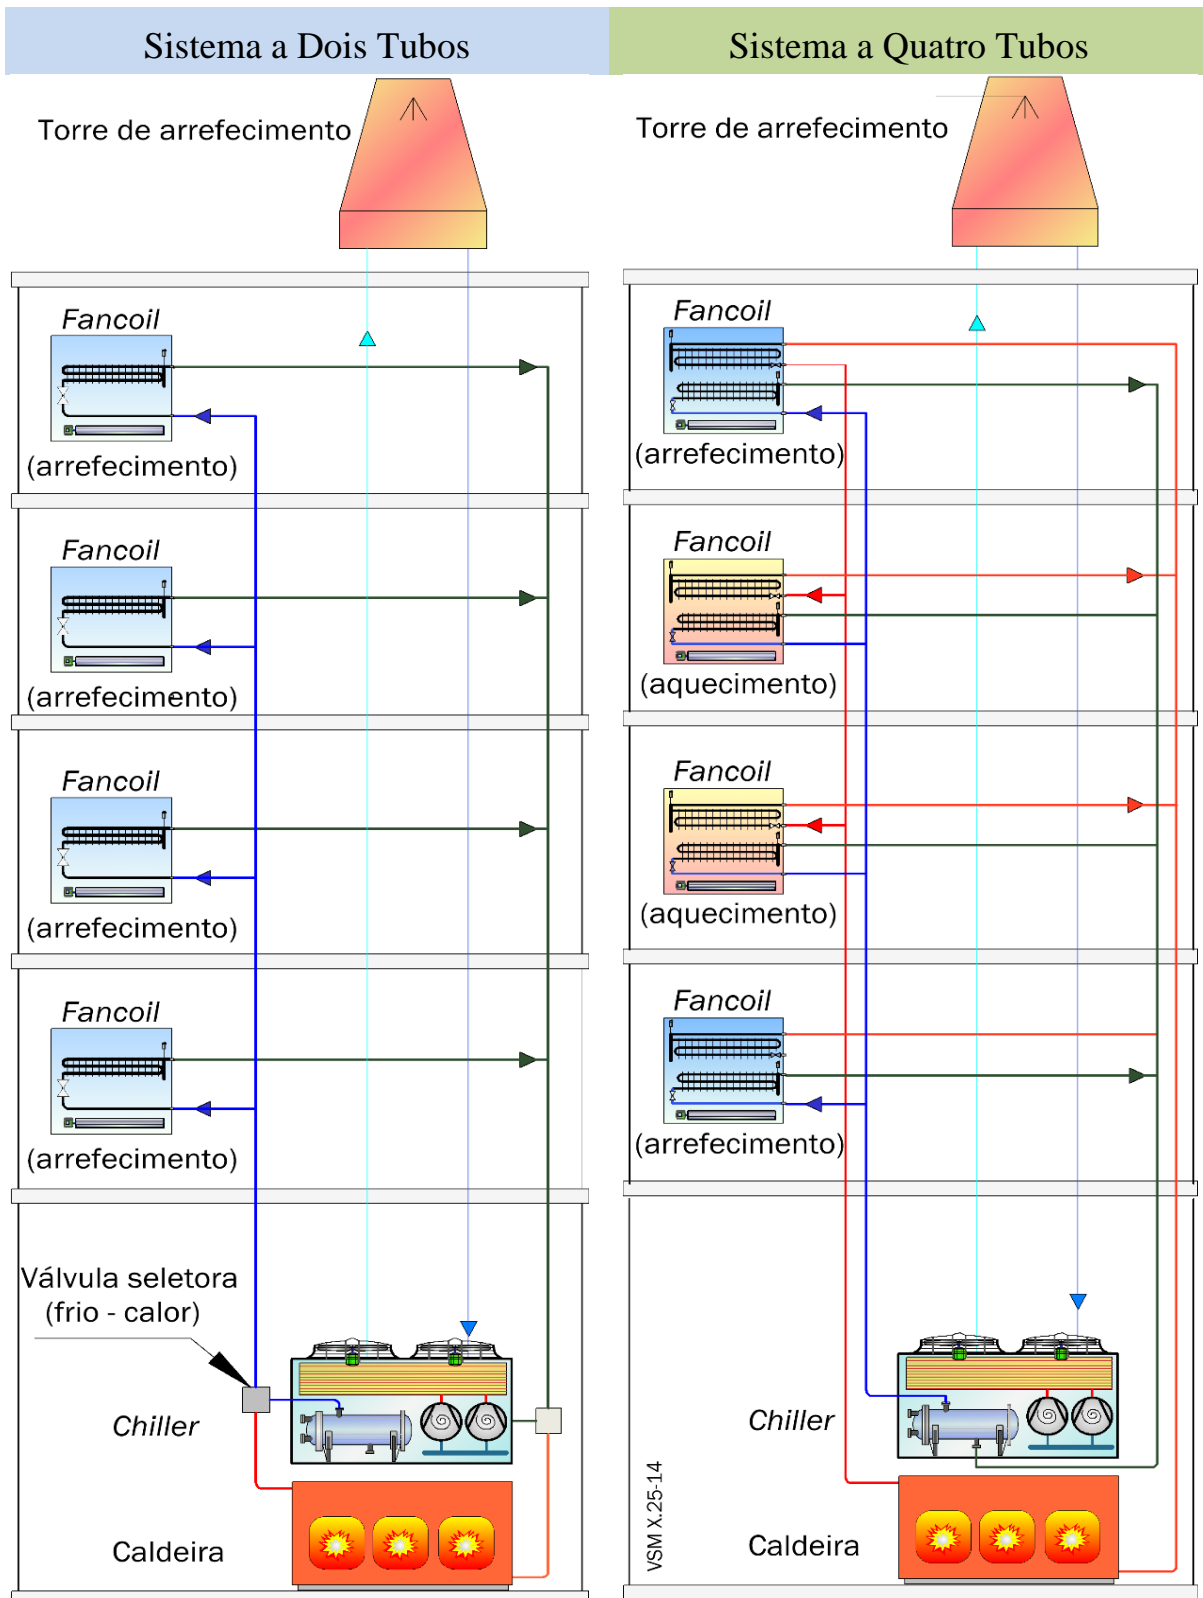 Sistema a Dois Tubos
Torre de arrefecimento
Fancoil
(arrefecimento)
Fancoil
(arrefecimento)
Fancoil
(arrefecimento)
Fancoil
(arrefecimento)
Válvula seletora
(frio - calor)
Chiller
Caldeira
Sistema a Quatro Tubos
Torre de arrefecimento
Fancoil
(arrefecimento)
Fancoil
(aquecimento)
Fancoil
(aquecimento)
Fancoil
(arrefecimento)
Chiller
Caldeira
VSM X.25-14